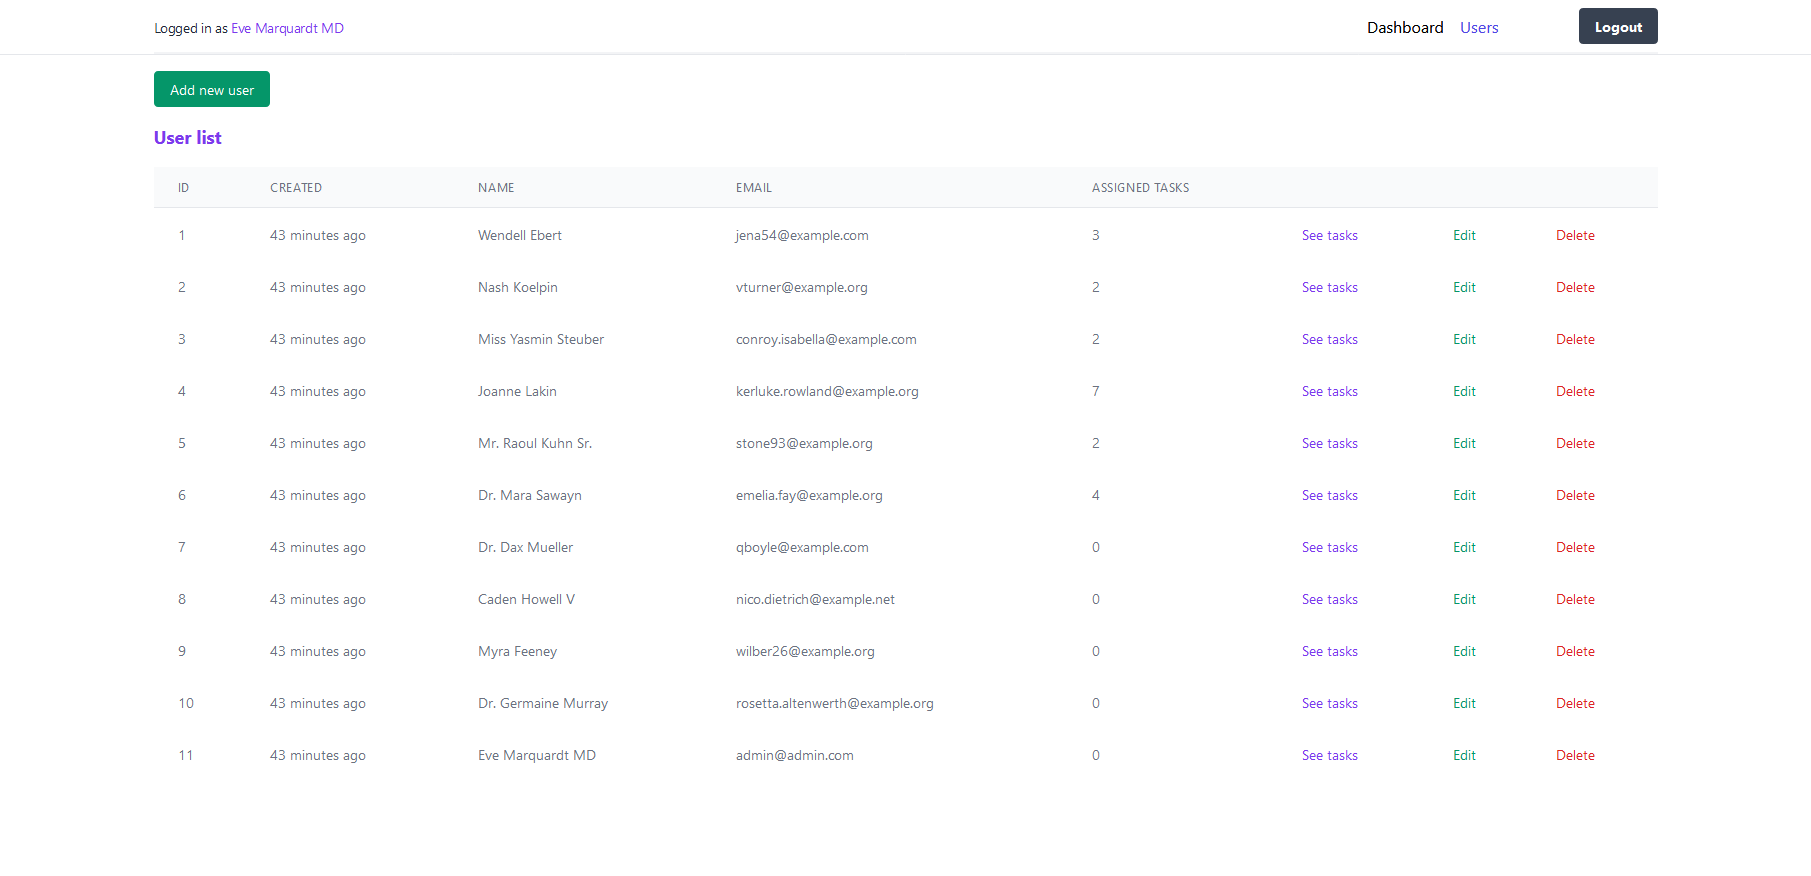 Logged in as Eve Marquardt MD Dashboard Users Logout
Add new user
User list
ID CREATED NAME EMAIL ASSIGNED TASKS
1 43 minutes ago Wendell Ebert jena54@example.com 3 See tasks Edit Delete
2 43 minutes ago Nash Koelpin vturner@example.org 2 See tasks Edit Delete
3 43 minutes ago Miss Yasmin Steuber conroy.isabella@example.com 2 See tasks Edit Delete
4 43 minutes ago Joanne Lakin kerluke.rowland@example.org 7 See tasks Edit Delete
5 43 minutes ago Mr. Raoul Kuhn Sr. stone93@example.org 2 See tasks Edit Delete
6 43 minutes ago Dr. Mara Sawayn emelia.fay@example.org 4 See tasks Edit Delete
7 43 minutes ago Dr. Dax Mueller qboyle@example.com 0 See tasks Edit Delete
8 43 minutes ago Caden Howell V nico.dietrich@example.net 0 See tasks Edit Delete
9 43 minutes ago Myra Feeney wilber26@example.org 0 See tasks Edit Delete
10 43 minutes ago Dr. Germaine Murray rosetta.altenwerth@example.org 0 See tasks Edit Delete
11 43 minutes ago Eve Marquardt MD admin@admin.com 0 See tasks Edit Delete